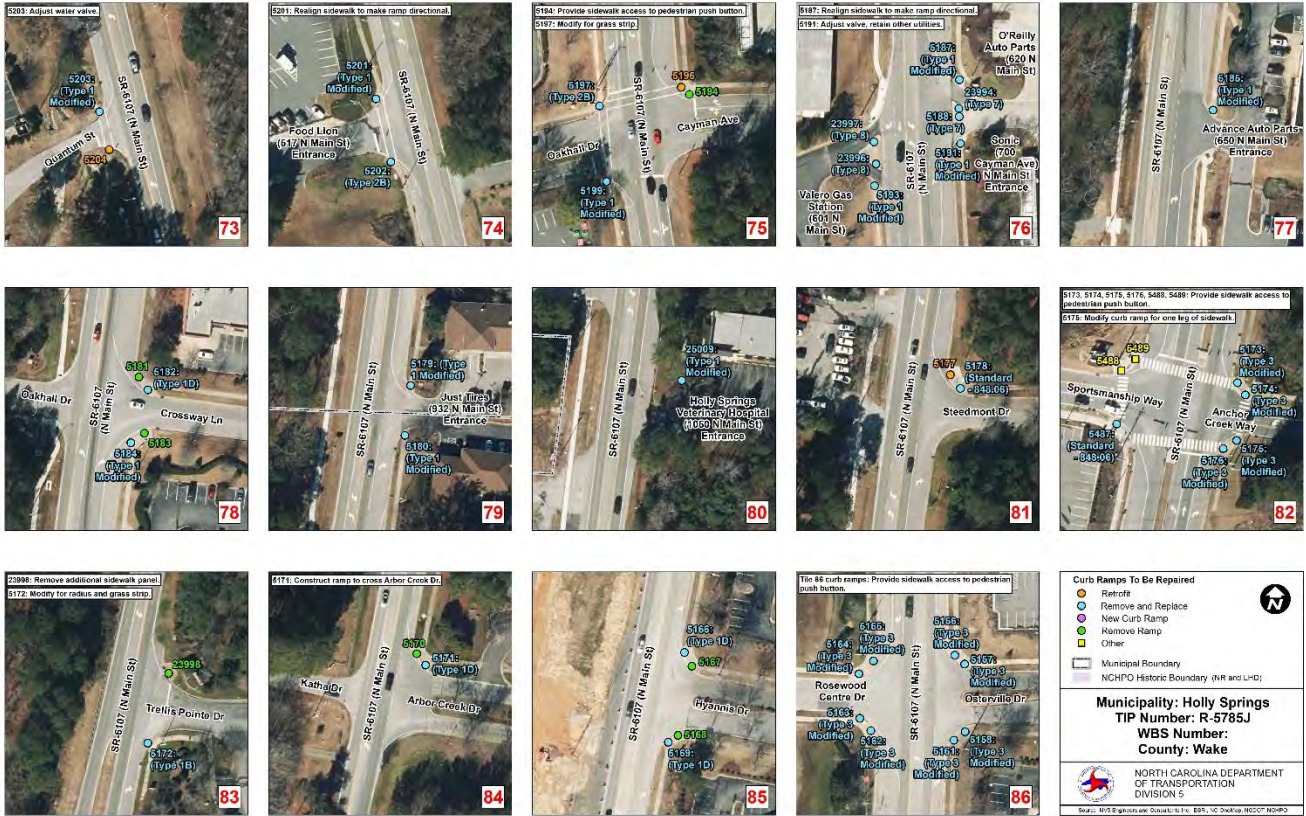 5203: Adjust water valve.
5203:
(Type 1
Modified)
SR-6107 (N Main St)
Quantum St
5204
73
5201: Realign sidewalk to make ramp directional.
5201:
(Type 1
Modified)
SR-6107 (N Main St)
Food Lion
(517 N Main St)
Entrance
5202:
(Type 2B)
74
5194: Provide sidewalk access to pedestrian push button.
5197: Modify for grass strip.
5197:
(Type 2B)
5196
5194
SR-6107 (N Main St)
Cayman Ave
Oakhall Dr
5199:
(Type 1
Modified)
75
5187: Realign sidewalk to make ramp directional.
5191: Adjust valve, retain other utilities.
O'Reilly
Auto Parts
(620 N
Main St)
5187:
(Type 1
Modified)
23994:
(Type 7)
5188:
(Type 7)
23997:
(Type 8)
23996:
(Type 8)
5191:
(Type 1
Modified)
Sonic
(700
Cayman Ave)
N Main St
Entrance
SR-6107
(N Main St)
5193:
(Type 1
Modified)
Valero Gas
Station
(601 N
Main St)
76
5185:
(Type 1
Modified)
SR-6107 (N Main St)
Advance Auto Parts
(650 N Main St)
Entrance
77
5181
5182:
(Type 1D)
Oakhall Dr
SR-6107
(N Main St)
Crossway Ln
5183
5184:
(Type 1
Modified)
78
5179: (Type
1 Modified)
SR-6107 (N Main St)
Just Tires
(932 N Main St)
Entrance
5180:
(Type 1
Modified)
79
25009:
(Type 1
Modified)
SR-6107 (N Main St)
Holly Springs
Veterinary Hospital
(1050 N Main St)
Entrance
80
5177
5178:
(Standard
- 848.06)
SR-6107 (N Main St)
Steedmont Dr
81
5173, 5174, 5175, 5176, 5488, 5489: Provide sidewalk access to
pedestrian push button.
5175: Modify curb ramp for one leg of sidewalk.
5489
5488
5173:
(Type 3
Modified)
5174:
(Type 3
Modified)
Sportsmanship Way
SR-6107
(N Main St)
Anchor
Creek Way
5487:
(Standard
- 848.06)
5175:
(Type 3
Modified)
5176:
(Type 3
Modified)
82
23998: Remove additional sidewalk panel.
5172: Modify for radius and grass strip.
23998
SR-6107 (N Main St)
Trellis Pointe Dr
5172:
(Type 1B)
83
5171: Construct ramp to cross Arbor Creek Dr.
5170
5171:
(Type 1D)
Katha Dr
SR-6107 (N Main St)
Arbor Creek Dr
84
5166:
(Type 1D)
5167
SR-6107 (N Main St)
Hyannis Dr
5168
5169:
(Type 1D)
85
Tile 86 curb ramps: Provide sidewalk access to pedestrian
push button.
5165:
(Type 3
Modified)
5164:
(Type 3
Modified)
5157:
(Type 3
Modified)
Rosewood
Centre Dr
SR-6107 (N Main St)
Osterville Dr
5163:
(Type 3
Modified)
5162:
(Type 3
Modified)
5161:
(Type 3
Modified)
5158:
(Type 3
Modified)
86
Curb Ramps To Be Repaired
Retrofit
Remove and Replace
New Curb Ramp
Remove Ramp
Other
Municipal Boundary
NCHPO Historic Boundary (NR and LHD)
N
Municipality: Holly Springs
TIP Number: R-5785J
WBS Number:
County: Wake
NORTH CAROLINA DEPARTMENT
OF TRANSPORTATION
DIVISION 5
Source: NV5 Engineers and Consultants Inc. ESRI, NC OneMap, NCDOT, NCHPO